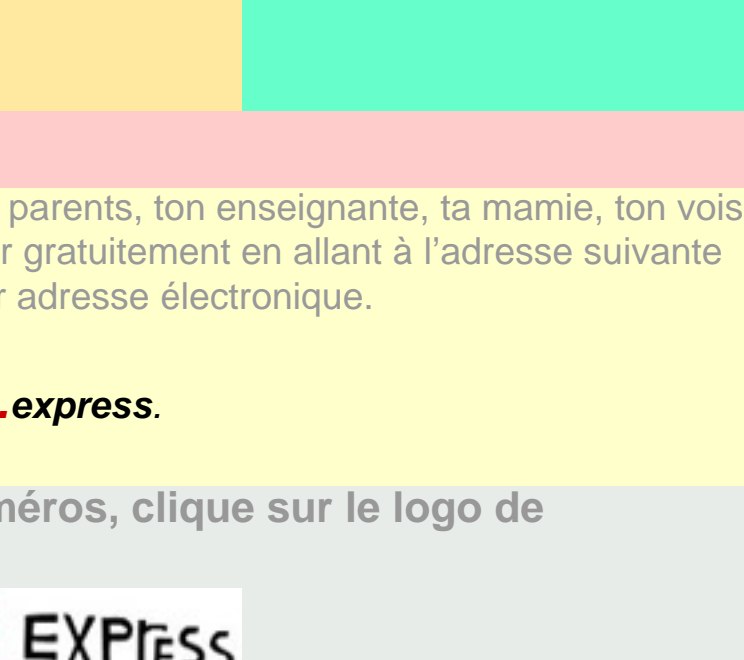 parents, ton enseignante, ta mamie, ton vois
r gratuitement en allant à l’adresse suivante
r adresse électronique.
.express.
méros, clique sur le logo de
EXPrESS